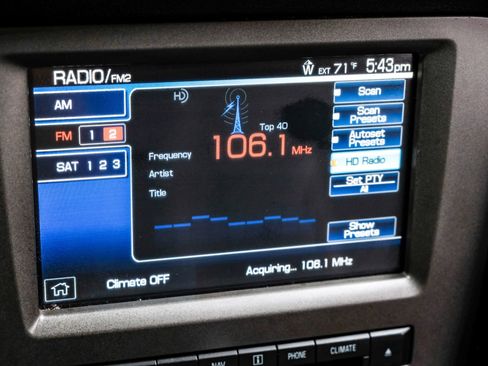 RADIO/FM2
W EXT 71°F 5:43pm
AM
FM 1 2
SAT 1 2 3
HD
Top 40
Frequency 106.1 MHz
Artist
Title
Scan
Scan
Presets
Autoset
Presets
HD Radio
Set PTY
All
Show
Presets
Climate OFF
Acquiring... 106.1 MHz
NAV
i
PHONE
CLIMATE